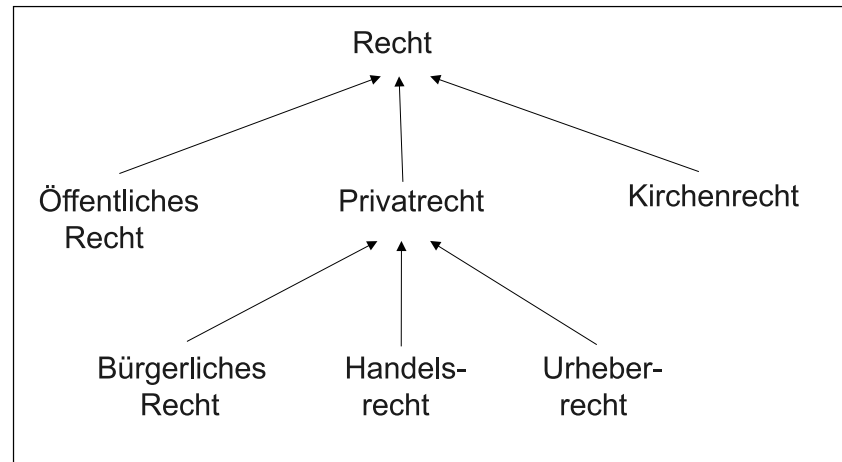 Recht
Öffentliches
Recht
Privatrecht
Kirchenrecht
Bürgerliches
Recht
Handels-
recht
Urheber-
recht